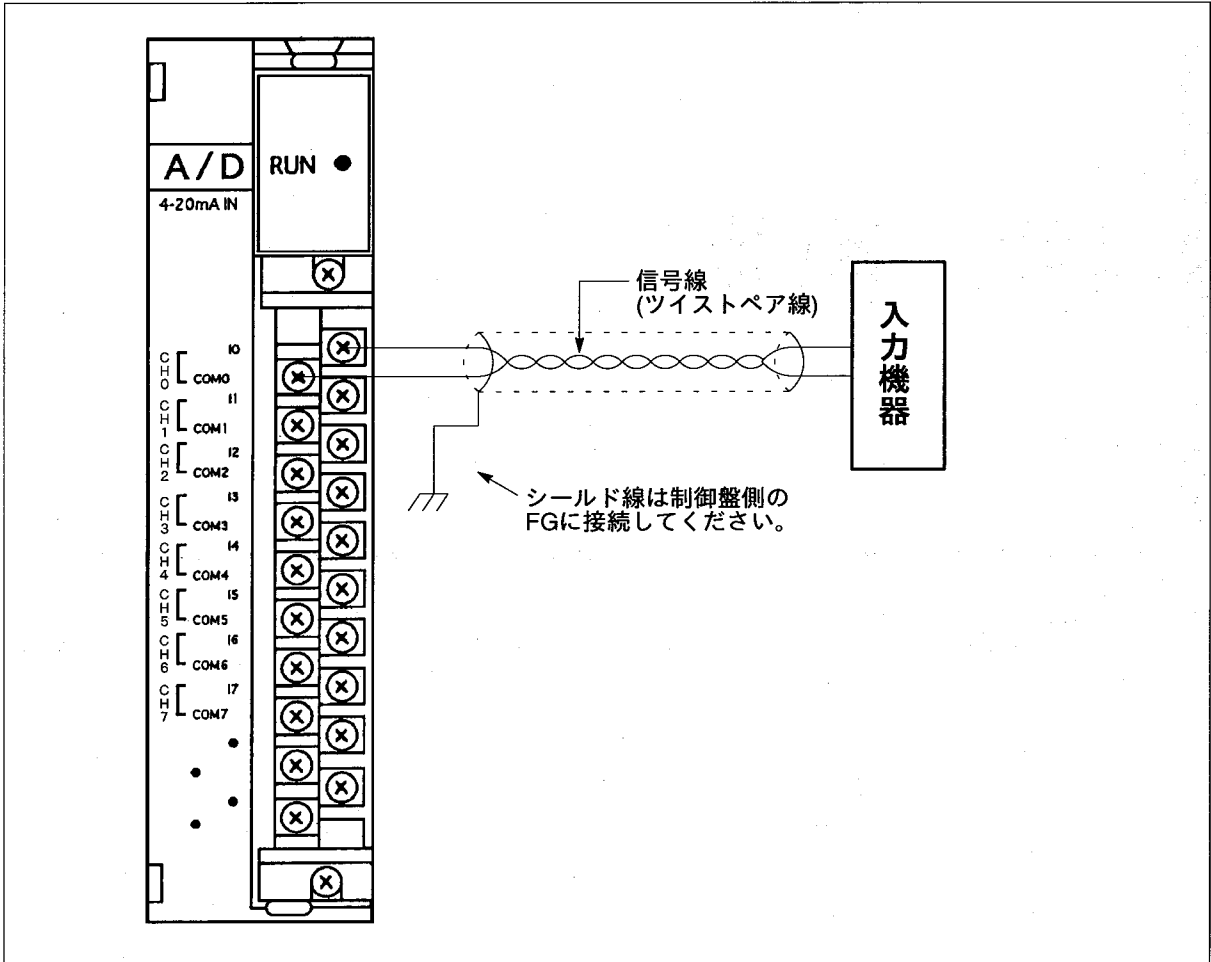 A/D
RUN
4-20mA IN
CH0
I0
COM0
CH1
I1
COM1
CH2
I2
COM2
CH3
I3
COM3
CH4
I4
COM4
CH5
I5
COM5
CH6
I6
COM6
CH7
I7
COM7
信号線
(ツイストペア線)
入力機器
シールド線は制御盤側の
FGに接続してください。